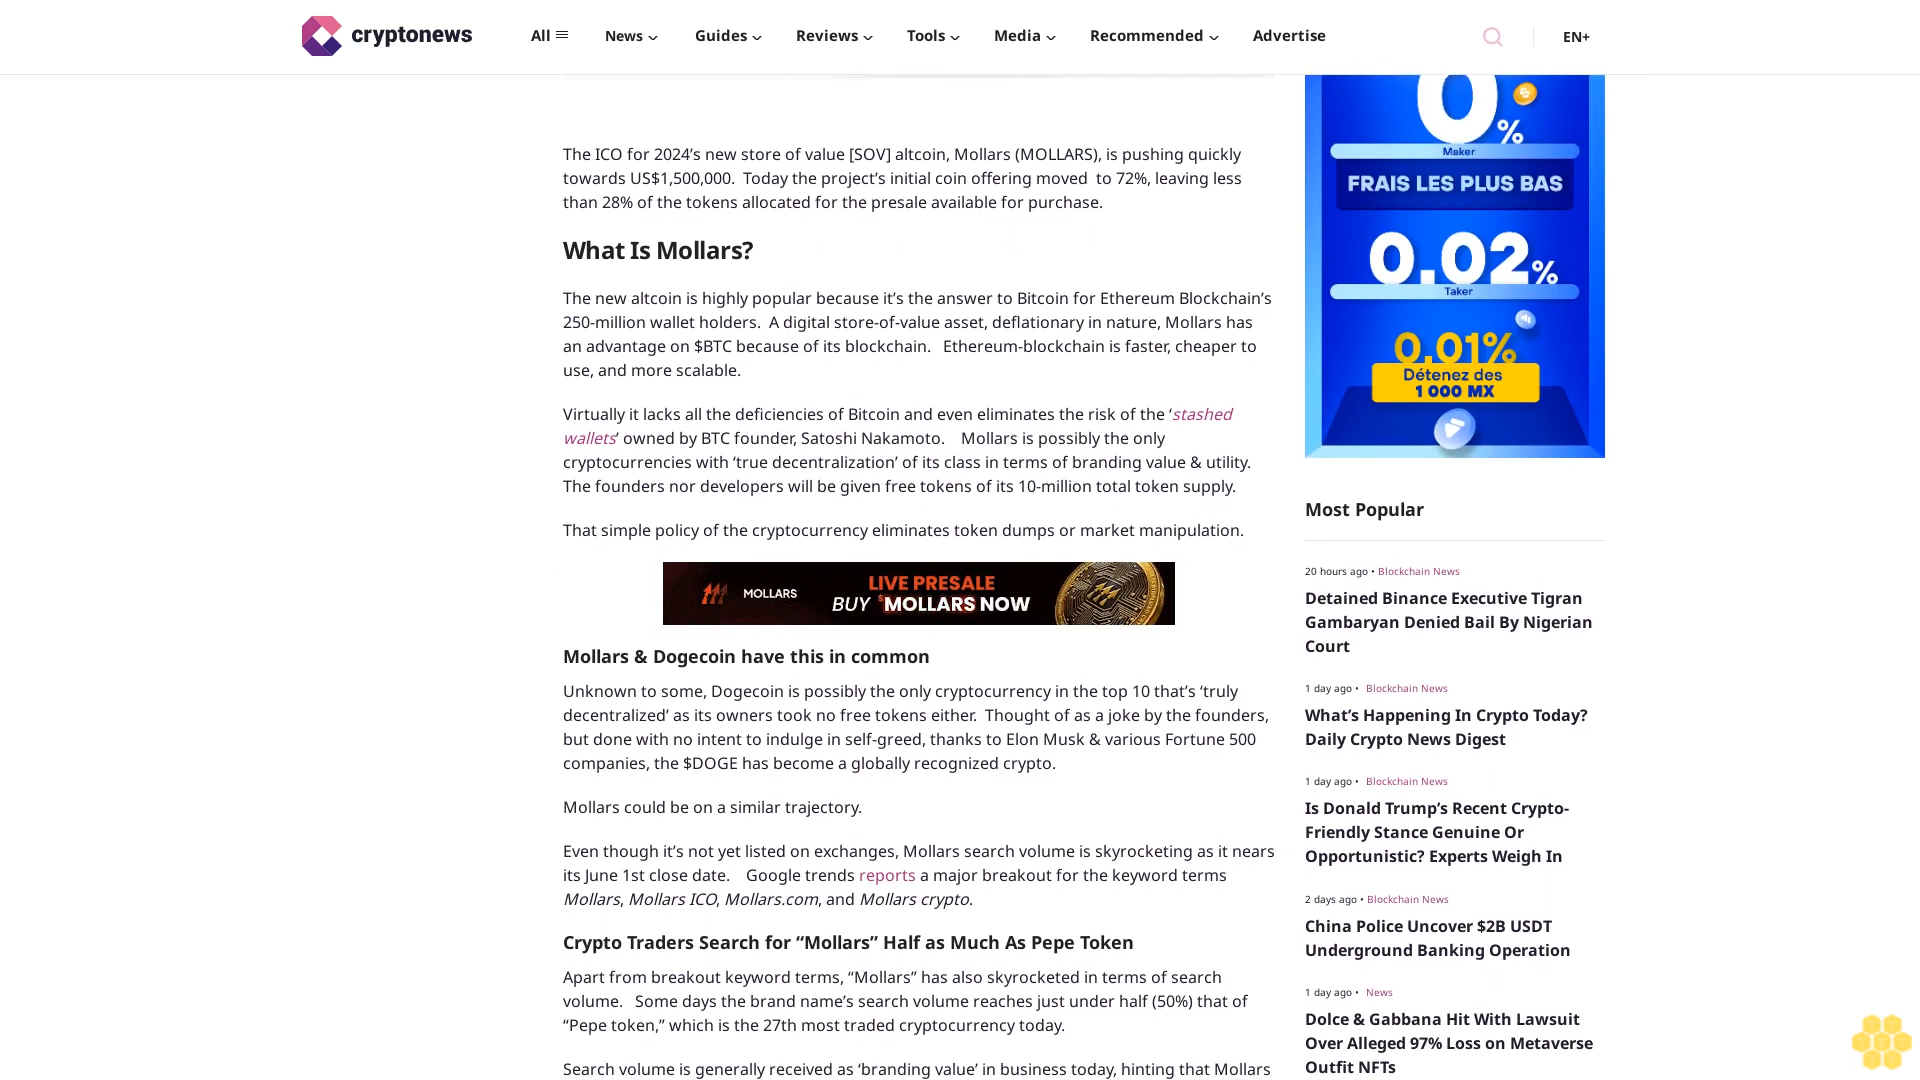 cryptonews
All
News
Guides
Reviews
Tools
Media
Recommended
Advertise
EN+
The ICO for 2024’s new store of value [SOV] altcoin, Mollars (MOLLARS), is pushing quickly
towards US$1,500,000.  Today the project’s initial coin offering moved  to 72%, leaving less
than 28% of the tokens allocated for the presale available for purchase.
What Is Mollars?
The new altcoin is highly popular because it’s the answer to Bitcoin for Ethereum Blockchain’s
250-million wallet holders.  A digital store-of-value asset, deflationary in nature, Mollars has
an advantage on $BTC because of its blockchain.   Ethereum-blockchain is faster, cheaper to
use, and more scalable.
Virtually it lacks all the deficiencies of Bitcoin and even eliminates the risk of the ‘stashed
wallets’ owned by BTC founder, Satoshi Nakamoto.    Mollars is possibly the only
cryptocurrencies with ‘true decentralization’ of its class in terms of branding value & utility.
The founders nor developers will be given free tokens of its 10-million total token supply.
That simple policy of the cryptocurrency eliminates token dumps or market manipulation.
MOLLARS
LIVE PRESALE
BUY $MOLLARS NOW
Mollars & Dogecoin have this in common
Unknown to some, Dogecoin is possibly the only cryptocurrency in the top 10 that’s ‘truly
decentralized’ as its owners took no free tokens either.  Thought of as a joke by the founders,
but done with no intent to indulge in self-greed, thanks to Elon Musk & various Fortune 500
companies, the $DOGE has become a globally recognized crypto.
Mollars could be on a similar trajectory.
Even though it’s not yet listed on exchanges, Mollars search volume is skyrocketing as it nears
its June 1st close date.    Google trends reports a major breakout for the keyword terms
Mollars, Mollars ICO, Mollars.com, and Mollars crypto.
Crypto Traders Search for “Mollars” Half as Much As Pepe Token
Apart from breakout keyword terms, “Mollars” has also skyrocketed in terms of search
volume.   Some days the brand name’s search volume reaches just under half (50%) that of
“Pepe token,” which is the 27th most traded cryptocurrency today.
Search volume is generally received as ‘branding value’ in business today, hinting that Mollars
0%
Maker
FRAIS LES PLUS BAS
0.02%
Taker
0.01%
Détenez des
1 000 MX
Most Popular
20 hours ago • Blockchain News
Detained Binance Executive Tigran
Gambaryan Denied Bail By Nigerian
Court
1 day ago • Blockchain News
What’s Happening In Crypto Today?
Daily Crypto News Digest
1 day ago • Blockchain News
Is Donald Trump’s Recent Crypto-
Friendly Stance Genuine Or
Opportunistic? Experts Weigh In
2 days ago • Blockchain News
China Police Uncover $2B USDT
Underground Banking Operation
1 day ago • News
Dolce & Gabbana Hit With Lawsuit
Over Alleged 97% Loss on Metaverse
Outfit NFTs